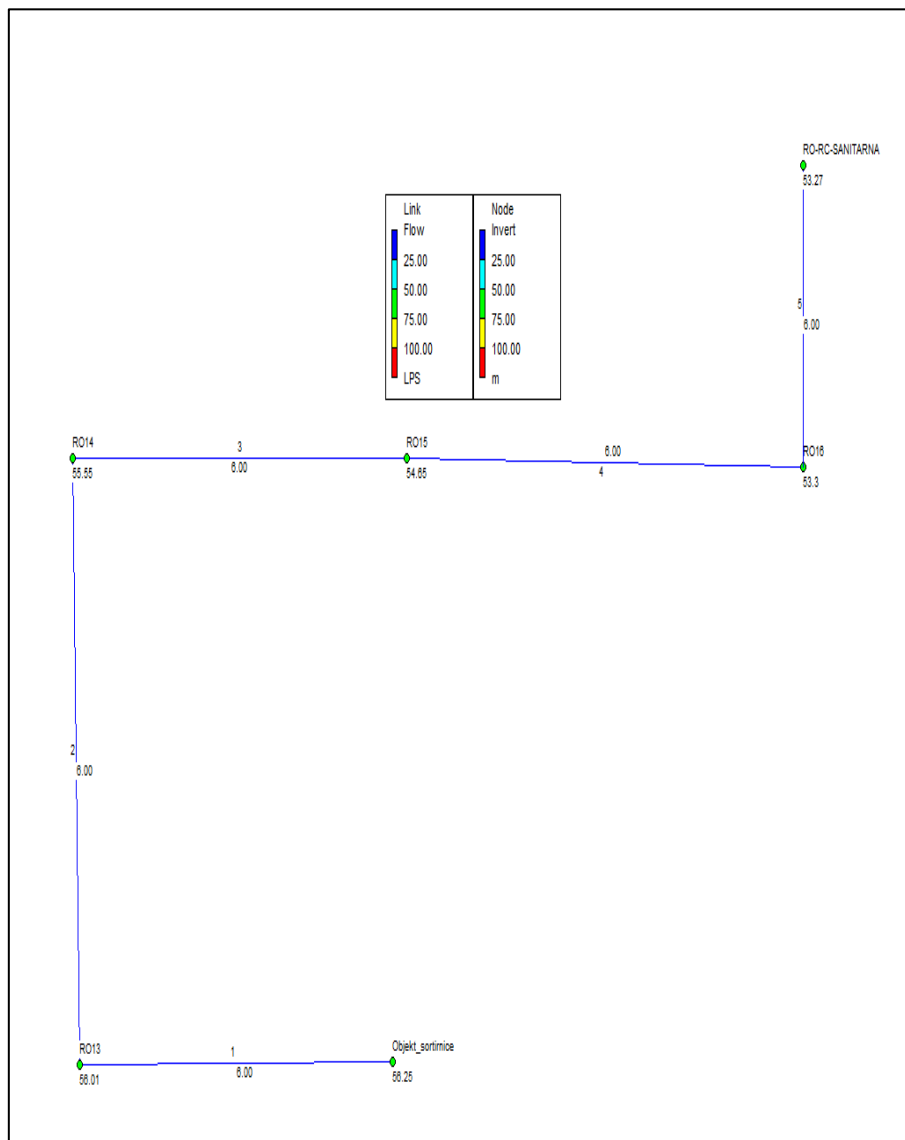 RO-RC-SANITARNA
53.27
Link
Flow
25.00
50.00
75.00
100.00
LPS
Node
Invert
25.00
50.00
75.00
100.00
m
5
6.00
RO14
55.55
3
6.00
RO15
54.65
6.00
4
RO16
53.3
2
6.00
RO13
56.01
1
6.00
Objekt_sortirnice
56.25